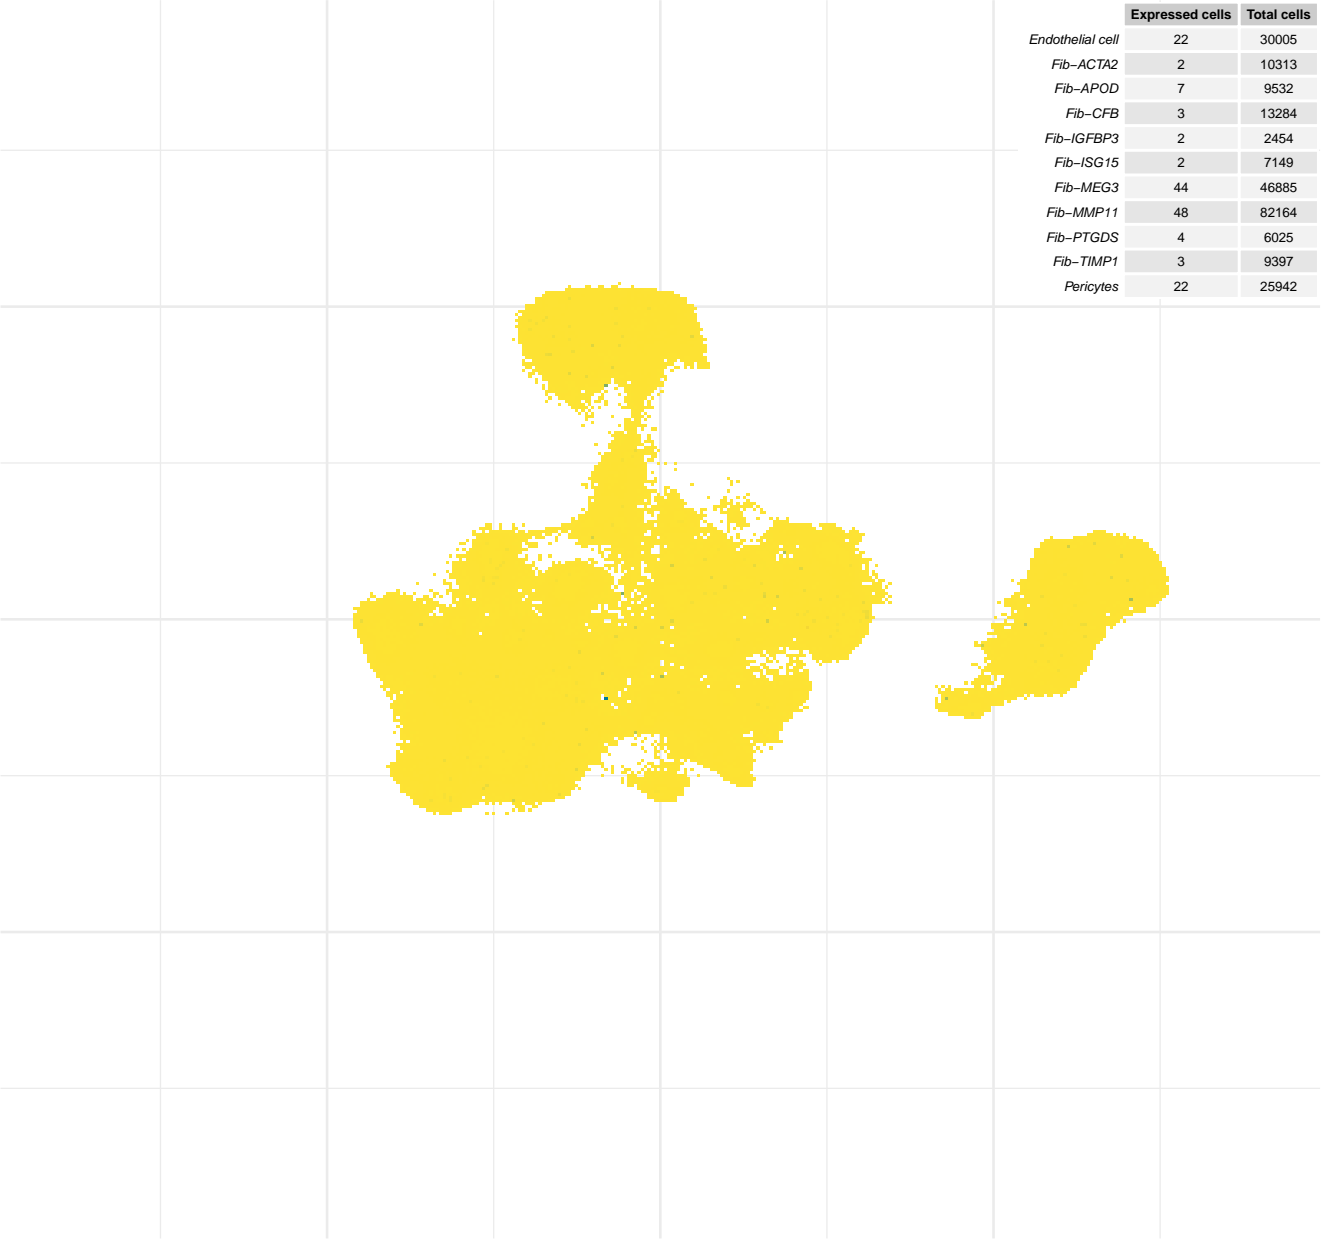 Expressed cells Total cells
Endothelial cell 22 30005
Fib−ACTA2 2 10313
Fib−APOD 7 9532
Fib−CFB 3 13284
Fib−IGFBP3 2 2454
Fib−ISG15 2 7149
Fib−MEG3 44 46885
Fib−MMP11 48 82164
Fib−PTGDS 4 6025
Fib−TIMP1 3 9397
Pericytes 22 25942